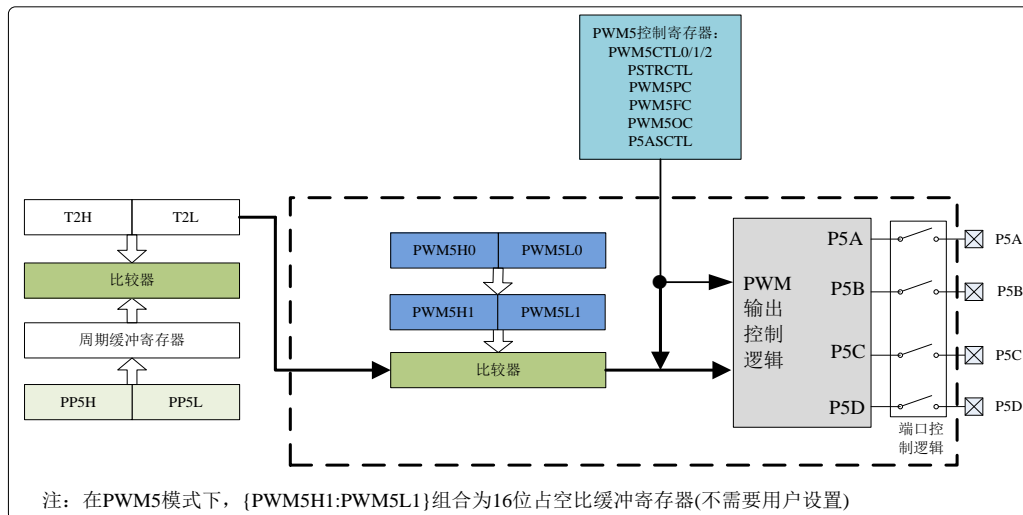 PWM5控制寄存器：
PWM5CTL0/1/2
PSTRCTL
PWM5PC
PWM5FC
PWM5OC
P5ASCTL
T2H T2L
比较器
周期缓冲寄存器
PP5H PP5L
PWM5H0 PWM5L0
PWM5H1 PWM5L1
比较器
PWM
输出
控制
逻辑
P5A
P5B
P5C
P5D
端口控
制逻辑
P5A
P5B
P5C
P5D
注：在PWM5模式下，{PWM5H1:PWM5L1}组合为16位占空比缓冲寄存器(不需要用户设置)